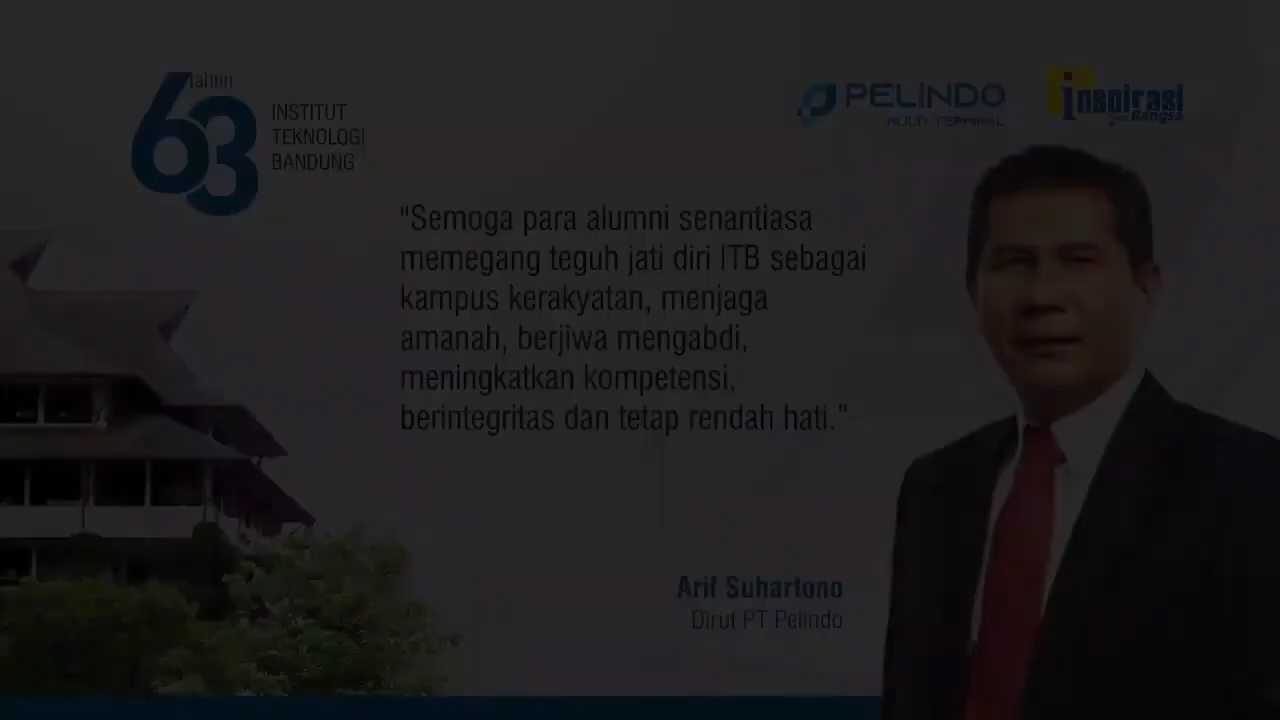 63 tahun
INSTITUT
TEKNOLOGI
BANDUNG
PELINDO
MULTI TERMINAL
inspirasi
Bangsa
"Semoga para alumni senantiasa
memegang teguh jati diri ITB sebagai
kampus kerakyatan, menjaga
amanah, berjiwa mengabdi,
meningkatkan kompetensi,
berintegritas dan tetap rendah hati."
Arif Suhartono
Dirut PT Pelindo